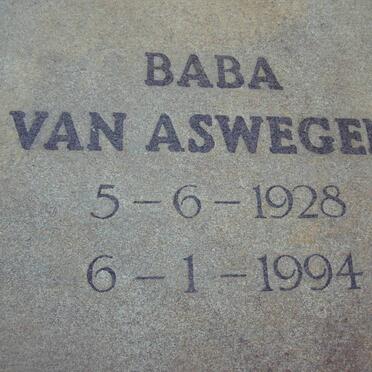 BABA
VAN ASWEGE
5 - 6 - 1928
6 - 1 - 1994